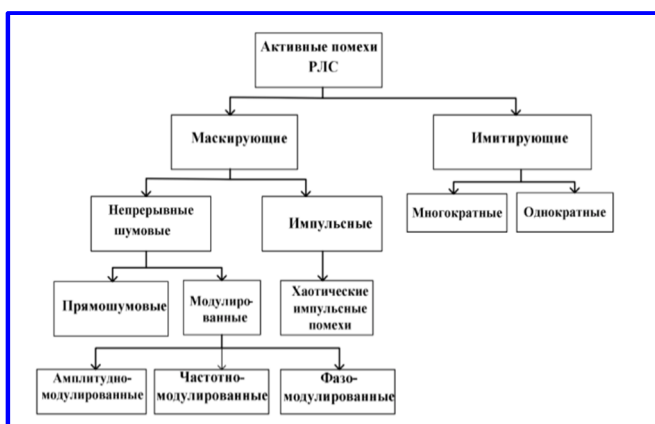 Активные помехи
РЛС
Маскирующие
Имитирующие
Непрерывные
шумовые
Импульсные
Многократные
Однократные
Прямошумовые
Модулиро-
ванные
Хаотические
импульсные
помехи
Амплитудно-
модулированные
Частотно-
модулированные
Фазо-
модулированные